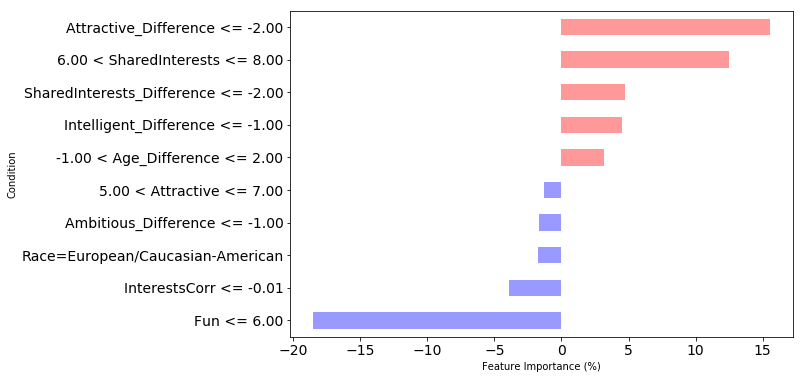 Attractive_Difference <= -2.00
6.00 < SharedInterests <= 8.00
SharedInterests_Difference <= -2.00
Intelligent_Difference <= -1.00
-1.00 < Age_Difference <= 2.00
5.00 < Attractive <= 7.00
Ambitious_Difference <= -1.00
Race=European/Caucasian-American
InterestsCorr <= -0.01
Fun <= 6.00
Condition
−20 −15 −10 −5 0 5 10 15
Feature Importance (%)